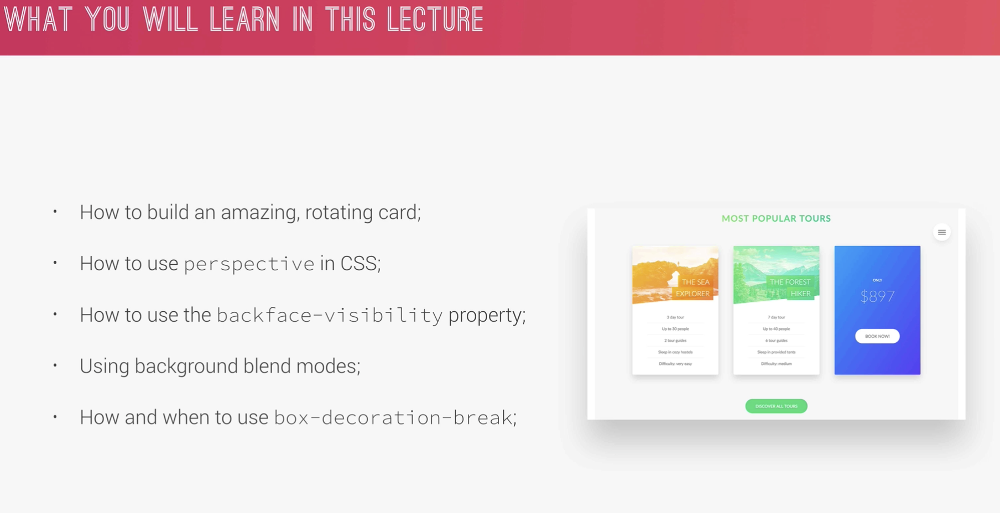 WHAT YOU WILL LEARN IN THIS LECTURE
• How to build an amazing, rotating card;
• How to use perspective in CSS;
• How to use the backface-visibility property;
• Using background blend modes;
• How and when to use box-decoration-break;
MOST POPULAR TOURS
THE SEA
EXPLORER
3 day tour
Up to 30 people
2 tour guides
Sleep in cozy hostels
Difficulty: very easy
THE FOREST
HIKER
7 day tour
Up to 40 people
6 tour guides
Sleep in provided tents
Difficulty: medium
ONLY
$897
BOOK NOW!
DISCOVER ALL TOURS